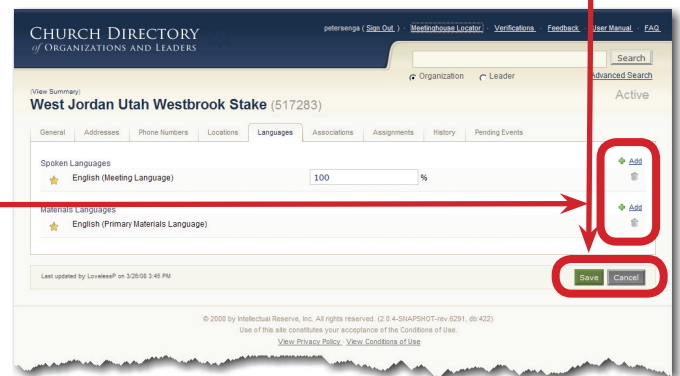 CHURCH DIRECTORY
of ORGANIZATIONS AND LEADERS
petersenga ( Sign Out ) · Meetinghouse Locator · Verifications · Feedback · User Manual · FAQ
Search
Organization Leader Advanced Search
(View Summary)
West Jordan Utah Westbrook Stake (517283)
Active
General Addresses Phone Numbers Locations Languages Associations Assignments History Pending Events
Spoken Languages Add
English (Meeting Language) 100 %
Materials Languages Add
English (Primary Materials Language)
Last updated by LovelessP on 3/26/08 3:45 PM Save Cancel
© 2008 by Intellectual Reserve, Inc. All rights reserved. (2.0.4-SNAPSHOT-rev.6291, db:422)
Use of this site constitutes your acceptance of the Conditions of Use.
View Privacy Policy · View Conditions of Use